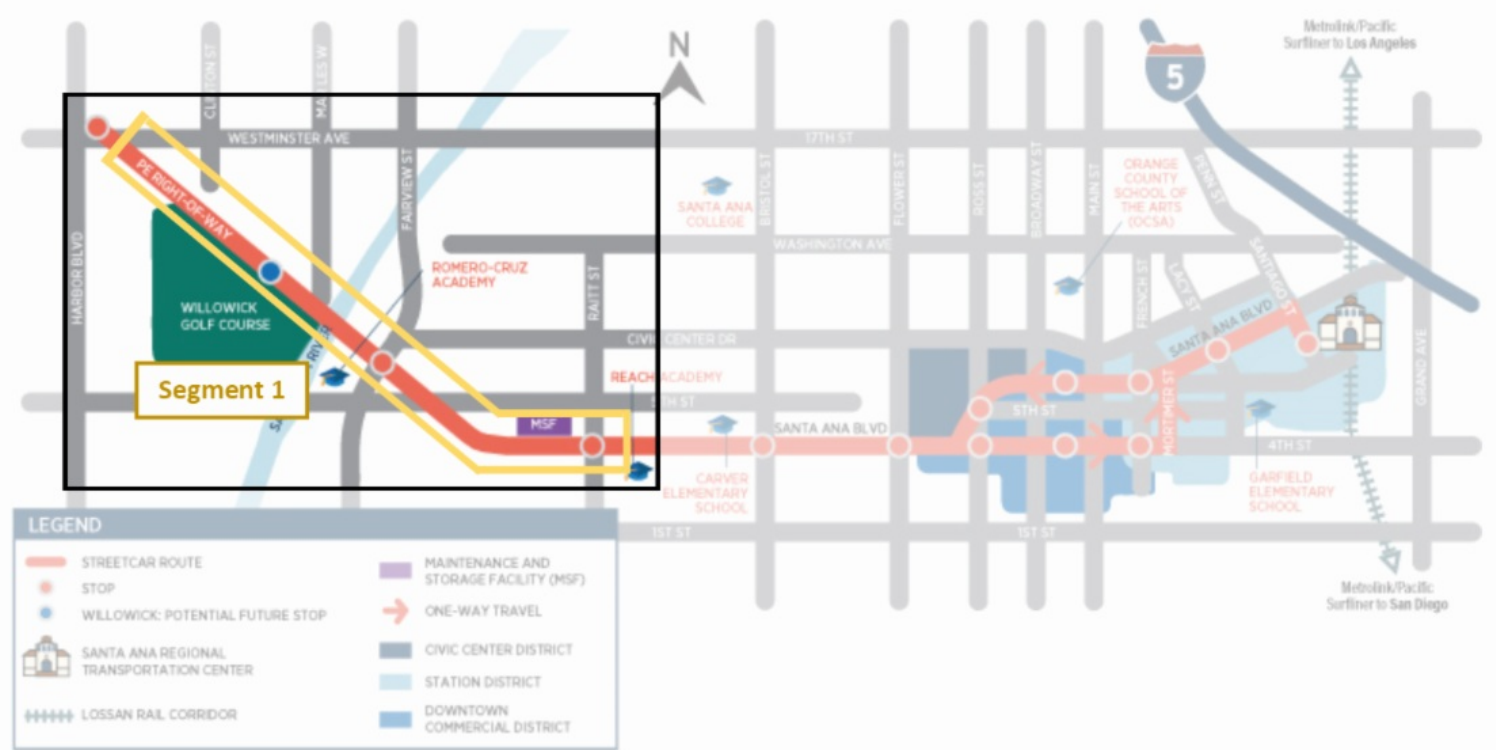 Metrolink/Pacific
Surfliner to Los Angeles
N
5
CLINTON ST
WESTMINSTER AVE
17TH ST
PE RIGHT-OF-WAY
FAIRVIEW ST
HARBOR BLVD
SANTA ANA
COLLEGE
BRISTOL ST
FLOWER ST
ROSS ST
BROADWAY ST
MAIN ST
ORANGE
COUNTY
SCHOOL OF
THE ARTS
(OCSA)
PENN ST
WASHINGTON AVE
SANTIAGO ST
ROMERO-CRUZ
ACADEMY
RAITT ST
FRENCH ST
LACY ST
WILLOWICK
GOLF COURSE
RIVER
CIVIC CENTER DR
SANTA ANA BLVD
GRAND AVE
Segment 1
REACH ACADEMY
5TH ST
5TH ST
MORTIMER ST
MSF
SANTA ANA BLVD
4TH ST
CARVER
ELEMENTARY
SCHOOL
GARFIELD
ELEMENTARY
SCHOOL
1ST ST
1ST ST
Metrolink/Pacific
Surfliner to San Diego
LEGEND
STREETCAR ROUTE
STOP
WILLOWICK: POTENTIAL FUTURE STOP
SANTA ANA REGIONAL
TRANSPORTATION CENTER
LOSSAN RAIL CORRIDOR
MAINTENANCE AND
STORAGE FACILITY (MSF)
ONE-WAY TRAVEL
CIVIC CENTER DISTRICT
STATION DISTRICT
DOWNTOWN
COMMERCIAL DISTRICT